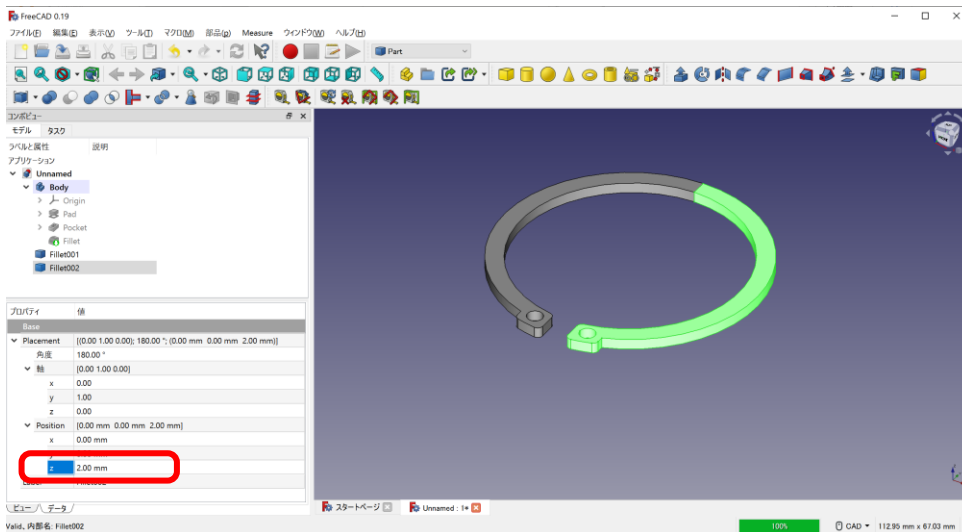 FreeCAD 0.19
ファイル(F) 編集(E) 表示(V) ツール(T) マクロ(M) 部品(p) Measure ウインドウ(W) ヘルプ(H)
Part
コンボビュー
モデル タスク
ラベルと属性 説明
アプリケーション
Unnamed
Body
Origin
Pad
Pocket
Fillet
Fillet001
Fillet002
プロパティ 値
Base
Placement [(0.00 1.00 0.00); 180.00 °; (0.00 mm 0.00 mm 2.00 mm)]
角度 180.00 °
軸 [0.00 1.00 0.00]
x 0.00
y 1.00
z 0.00
Position [0.00 mm 0.00 mm 2.00 mm]
x 0.00 mm
z 2.00 mm
ビュー データ
スタートページ Unnamed : 1*
Valid、内部名: Fillet002
100% CAD 112.95 mm x 67.03 mm